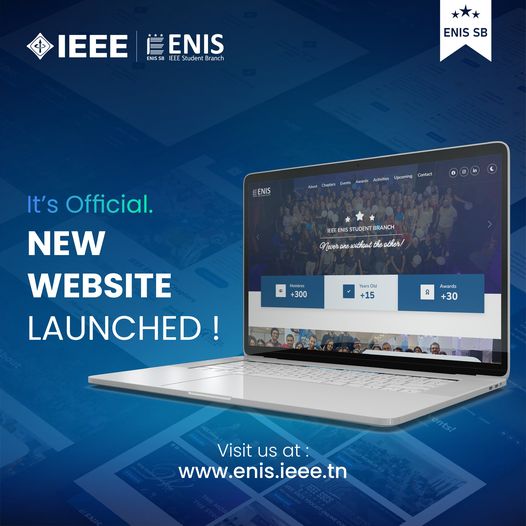 IEEE
ENIS
ENIS SB IEEE Student Branch
ENIS SB
It's Official.
NEW
WEBSITE
LAUNCHED !
ENIS
About Chapters Events Awards Activities Upcoming Contact
IEEE ENIS STUDENT BRANCH
Never one without the other!
+300
Years Old
+15
Awards
+30
Visit us at :
www.enis.ieee.tn